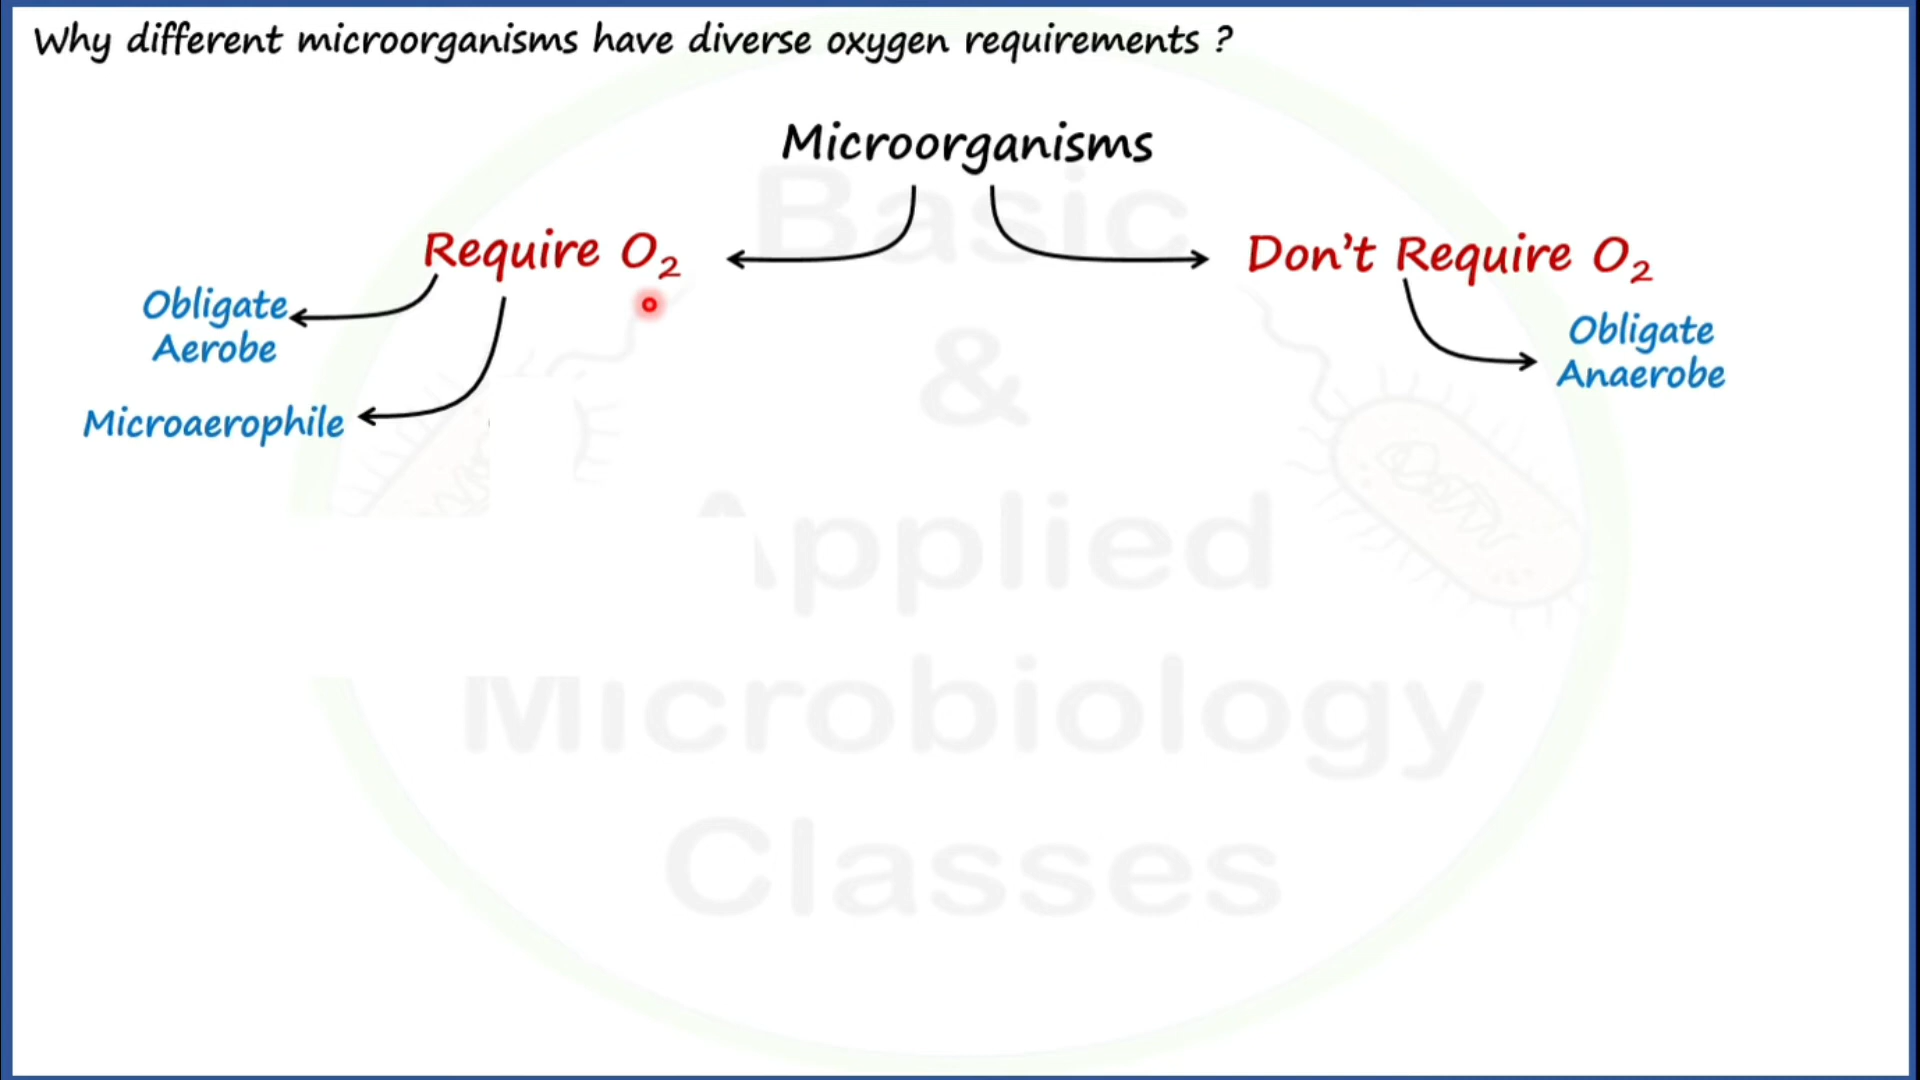 Why different microorganisms have diverse oxygen requirements ?
Microorganisms
Require O₂
Don't Require O₂
Obligate
Aerobe
Obligate
Anaerobe
Microaerophile
Basic
&
Applied
Microbiology
Classes